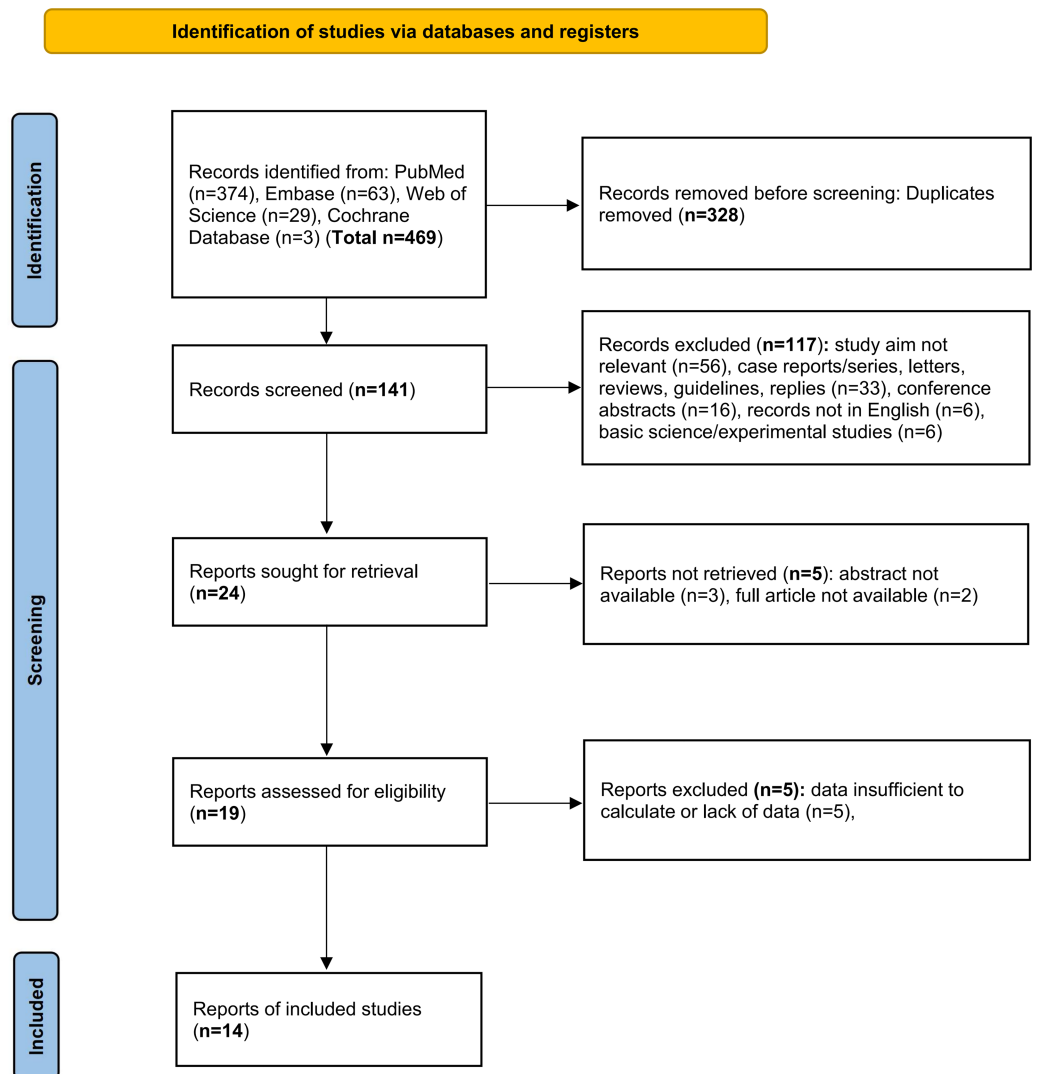 Identification of studies via databases and registers
Identification
Records identified from: PubMed
(n=374), Embase (n=63), Web of
Science (n=29), Cochrane
Database (n=3) (Total n=469)
Records removed before screening: Duplicates
removed (n=328)
Screening
Records screened (n=141)
Records excluded (n=117): study aim not
relevant (n=56), case reports/series, letters,
reviews, guidelines, replies (n=33), conference
abstracts (n=16), records not in English (n=6),
basic science/experimental studies (n=6)
Reports sought for retrieval
(n=24)
Reports not retrieved (n=5): abstract not
available (n=3), full article not available (n=2)
Reports assessed for eligibility
(n=19)
Reports excluded (n=5): data insufficient to
calculate or lack of data (n=5),
Included
Reports of included studies
(n=14)